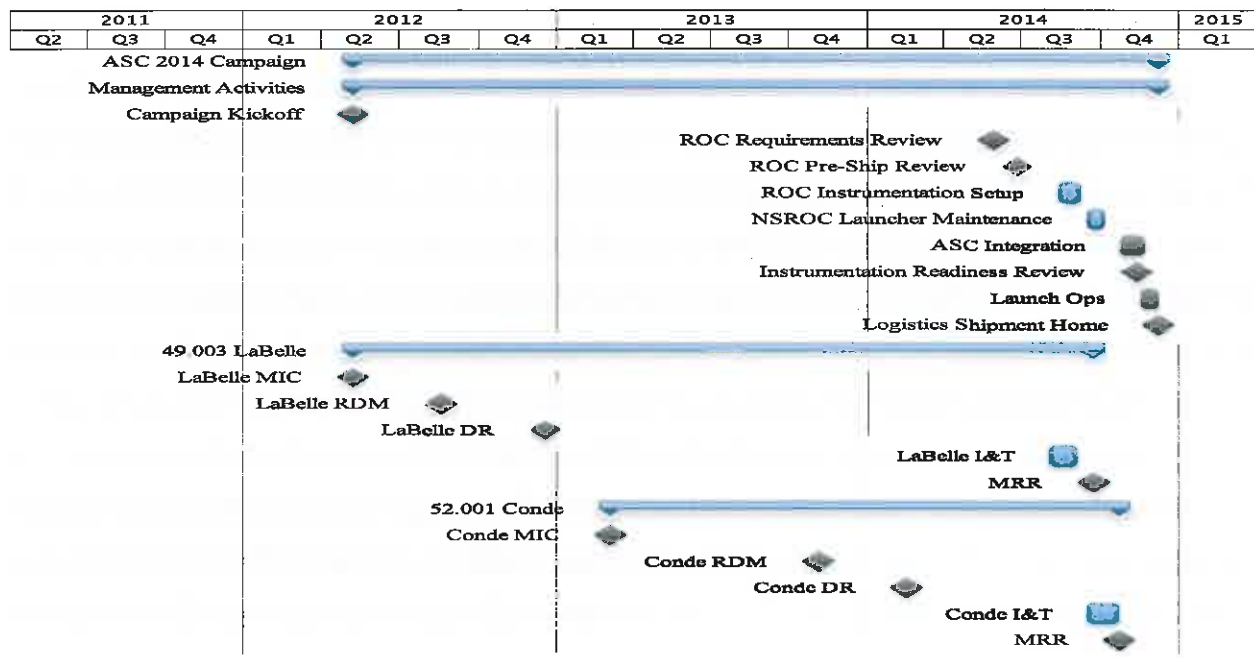 2011 2012 2013 2014 2015
Q2 Q3 Q4 Q1 Q2 Q3 Q4 Q1 Q2 Q3 Q4 Q1 Q2 Q3 Q4 Q1
ASC 2014 Campaign
Management Activities
Campaign Kickoff
ROC Requirements Review
ROC Pre-Ship Review
ROC Instrumentation Setup
NSROC Launcher Maintenance
ASC Integration
Instrumentation Readiness Review
Launch Ops
Logistics Shipment Home
49.003 LaBelle
LaBelle MIC
LaBelle RDM
LaBelle DR
LaBelle I&T
MRR
52.001 Conde
Conde MIC
Conde RDM
Conde DR
Conde I&T
MRR